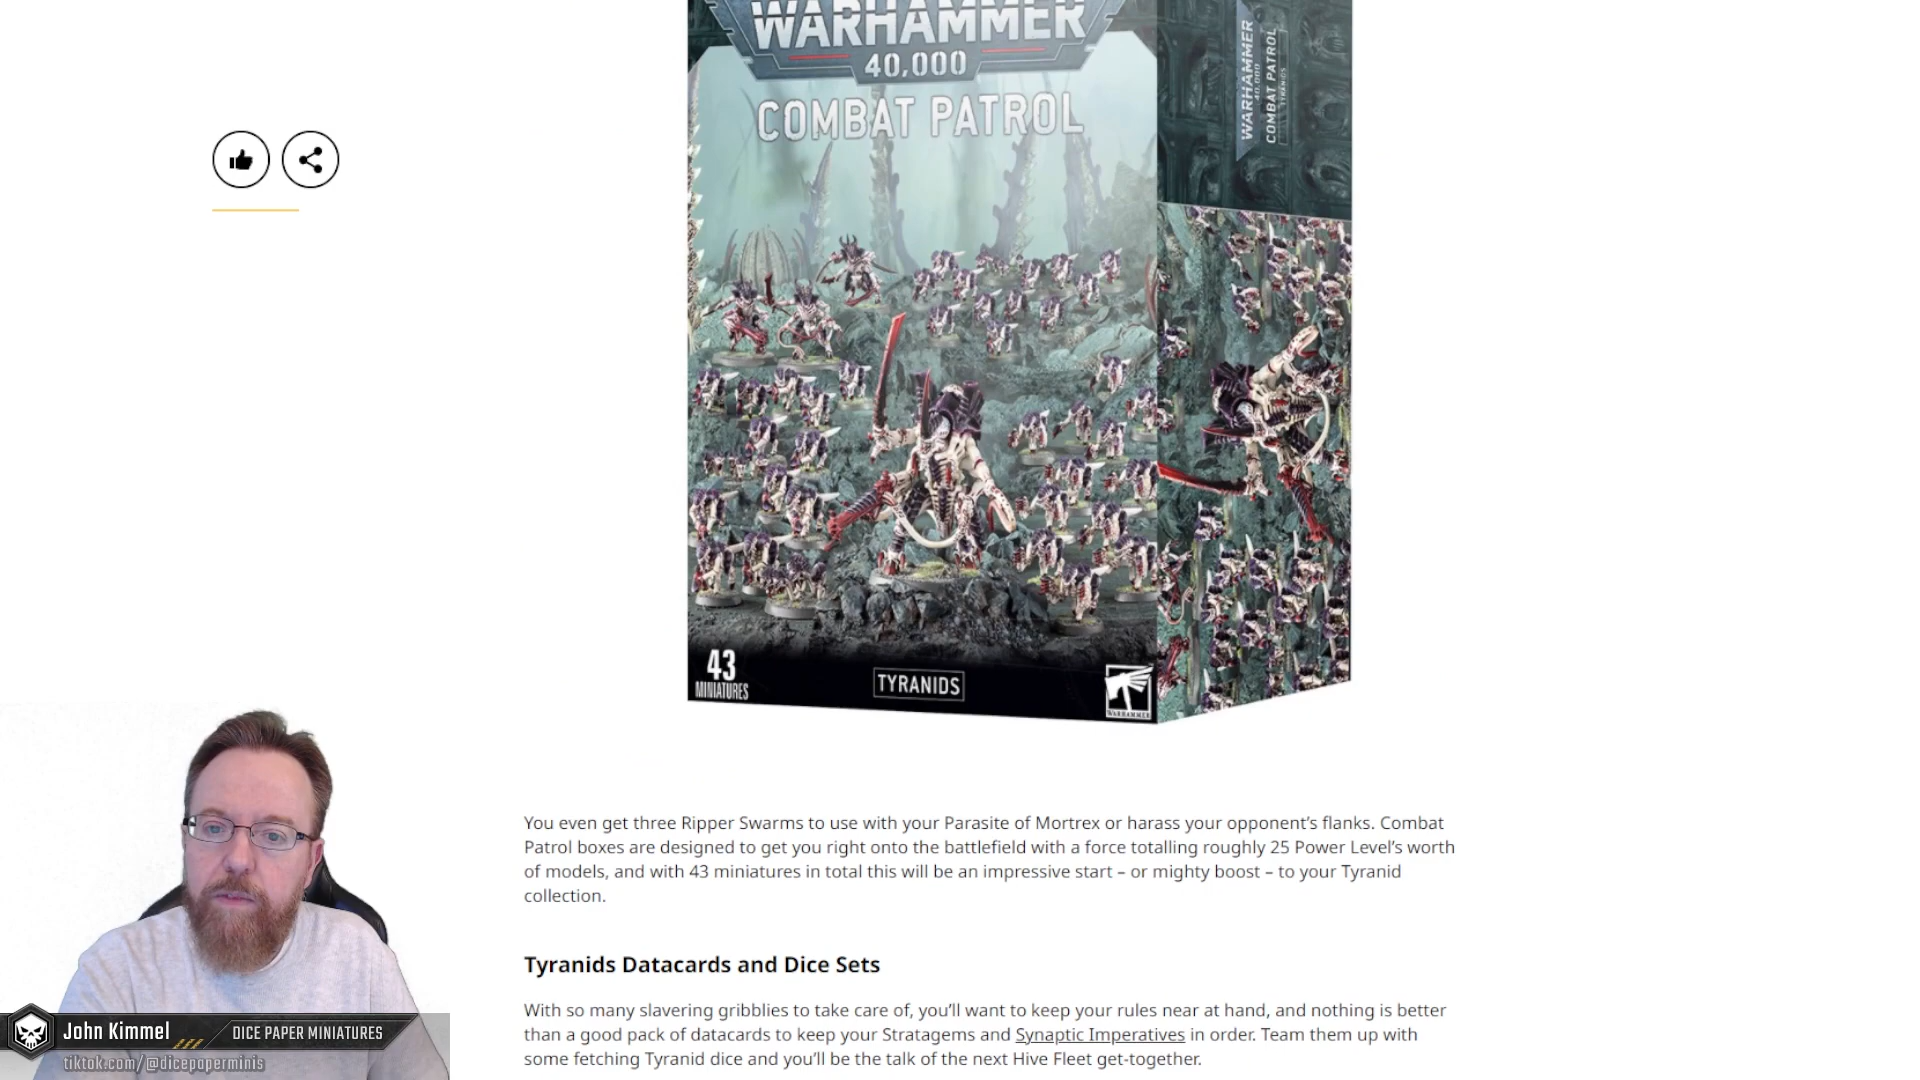 WARHAMMER
40,000
COMBAT PATROL
WARHAMMER
40,000
COMBAT PATROL
TYRANIDS
43
MINIATURES
TYRANIDS
WARHAMMER
You even get three Ripper Swarms to use with your Parasite of Mortrex or harass your opponent’s flanks. Combat
Patrol boxes are designed to get you right onto the battlefield with a force totalling roughly 25 Power Level’s worth
of models, and with 43 miniatures in total this will be an impressive start – or mighty boost – to your Tyranid
collection.
Tyranids Datacards and Dice Sets
With so many slavering gribblies to take care of, you’ll want to keep your rules near at hand, and nothing is better
than a good pack of datacards to keep your Stratagems and Synaptic Imperatives in order. Team them up with
some fetching Tyranid dice and you’ll be the talk of the next Hive Fleet get-together.
John Kimmel
DICE PAPER MINIATURES
tiktok.com/@dicepaperminis